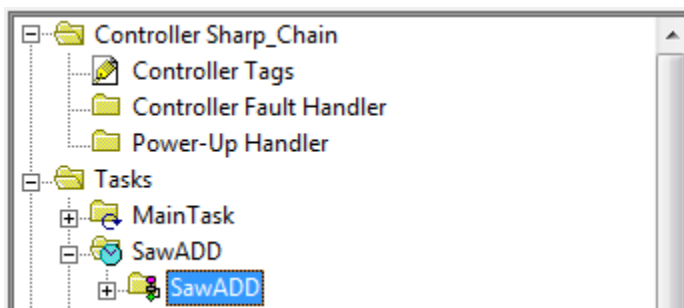 Controller Sharp_Chain
Controller Tags
Controller Fault Handler
Power-Up Handler
Tasks
MainTask
SawADD
SawADD